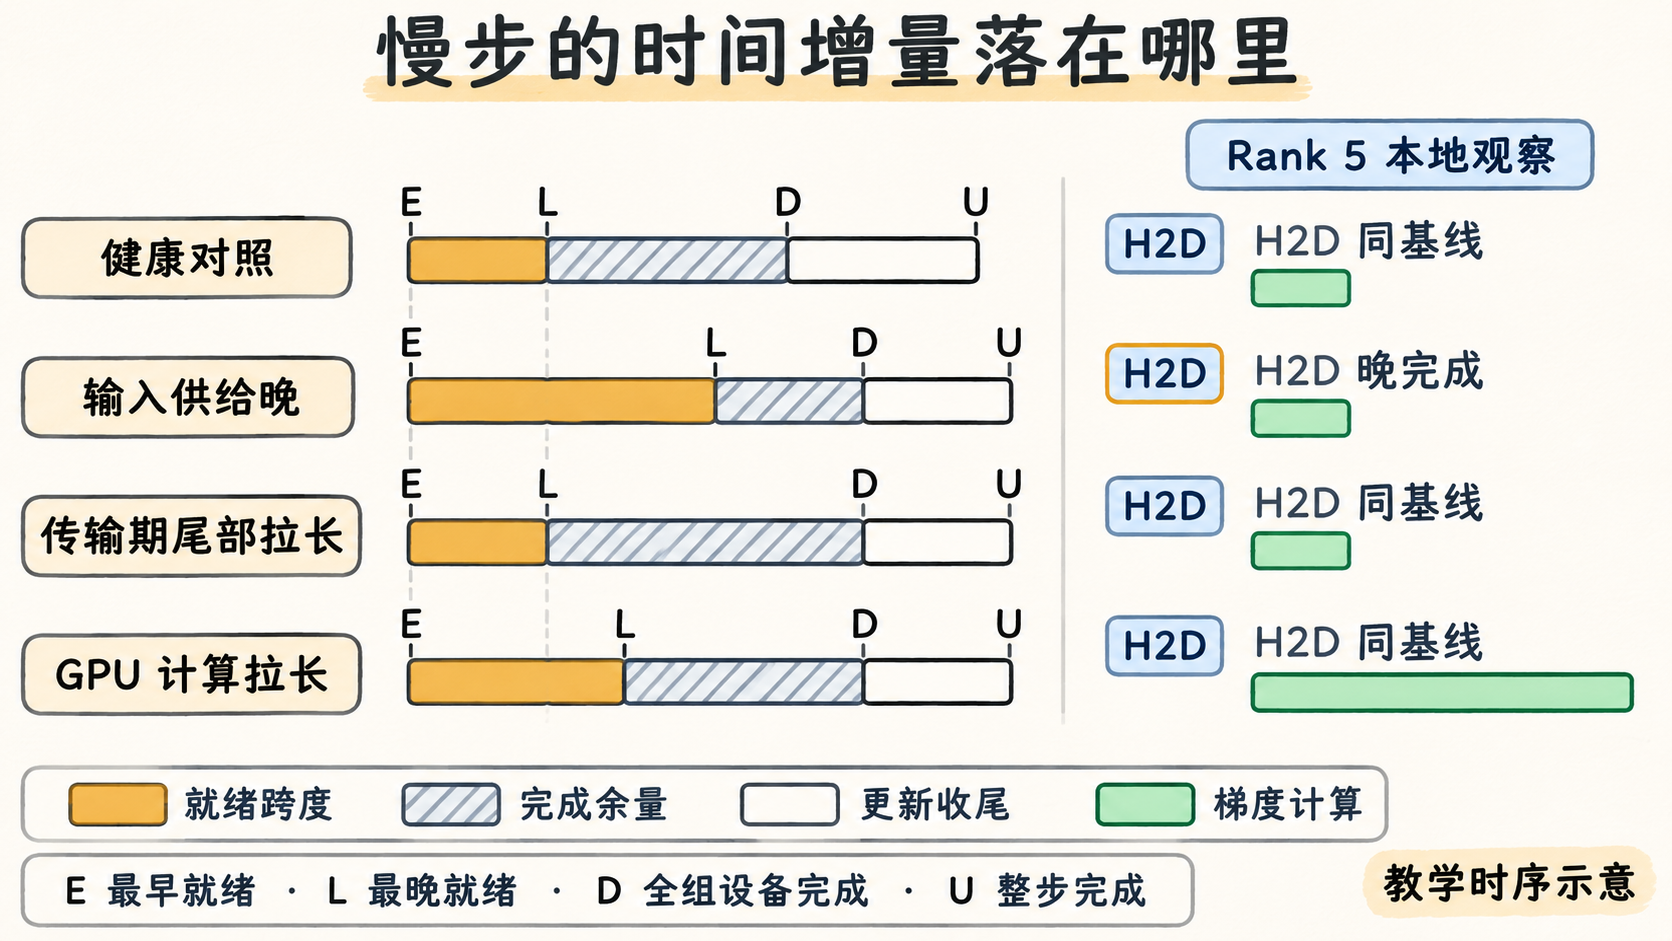 慢步的时间增量落在哪里
Rank 5 本地观察
健康对照
E L D U
H2D H2D 同基线
输入供给晚
E L D U
H2D H2D 晚完成
传输期尾部拉长
E L D U
H2D H2D 同基线
GPU 计算拉长
E L D U
H2D H2D 同基线
就绪跨度 完成余量 更新收尾 梯度计算
E 最早就绪 · L 最晚就绪 · D 全组设备完成 · U 整步完成
教学时序示意